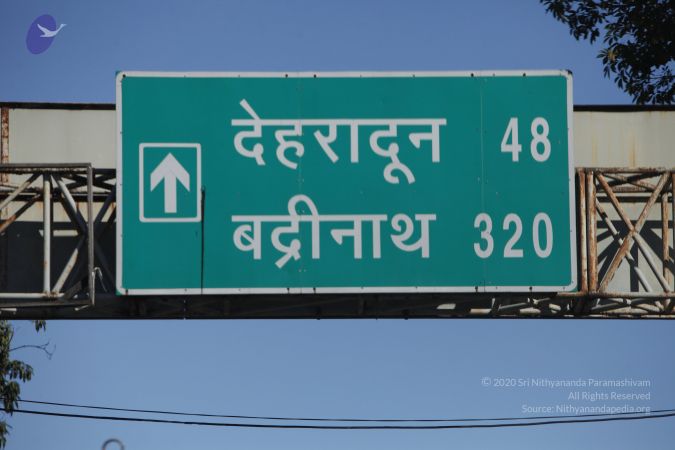 देहरादून 48
बद्रीनाथ 320
© 2020 Sri Nithyananda Paramashivam
All Rights Reserved
Source: Nithyanandapedia.org